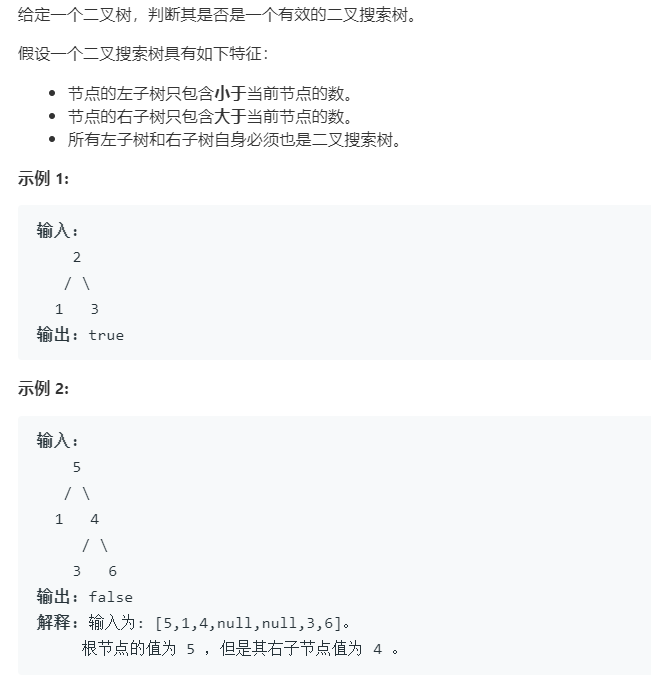 给定一个二叉树，判断其是否是一个有效的二叉搜索树。
假设一个二叉搜索树具有如下特征：
• 节点的左子树只包含小于当前节点的数。
• 节点的右子树只包含大于当前节点的数。
• 所有左子树和右子树自身必须也是二叉搜索树。
示例 1:
输入:
2
/ \
1 3
输出: true
示例 2:
输入:
5
/ \
1 4
/ \
3 6
输出: false
解释: 输入为: [5,1,4,null,null,3,6]。
根节点的值为 5 ，但是其右子节点值为 4 。